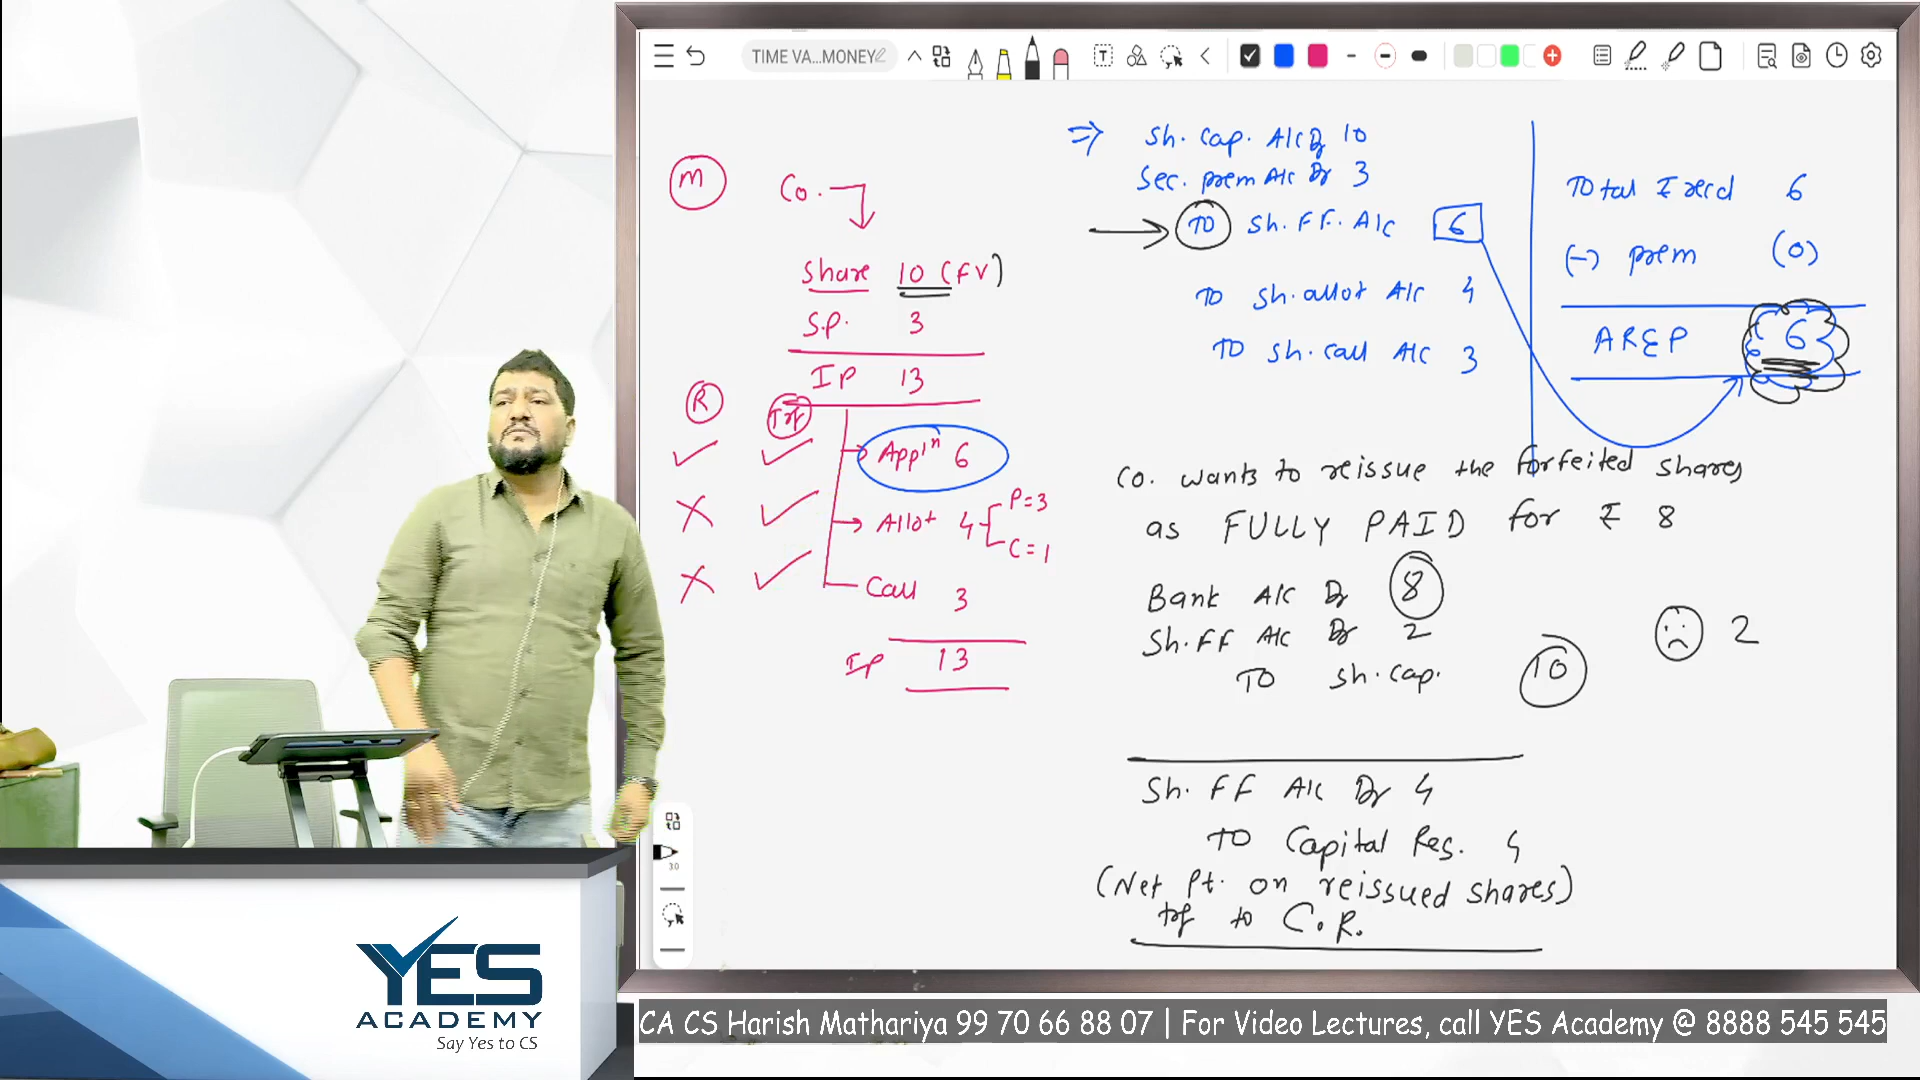 TIME VA...MONEY
M
Co.
Share 10 (FV)
S.P. 3
IP 13
R Trf
Appl^n 6
Allot 4 P=3
C=1
Call 3
IP 13
⇒ Sh. Cap. A/c Dr 10
Sec. prem A/c Dr 3
TO Sh. FF. A/c 6
TO Sh. allot A/c 4
TO Sh. call A/c 3
Total ₹ recd 6
(-) prem (0)
6
Co. wants to reissue the forfeited shares
as FULLY PAID for ₹ 8
Bank A/c Dr 8
Sh. FF A/c Dr 2
TO Sh. cap. 10
2
Sh. FF A/c Dr 4
TO Capital Res. 4
(Net Pt. on reissued shares)
trf to C.R.
30
YES
ACADEMY
Say Yes to CS
CA CS Harish Mathariya 99 70 66 88 07 | For Video Lectures, call YES Academy @ 8888 545 545